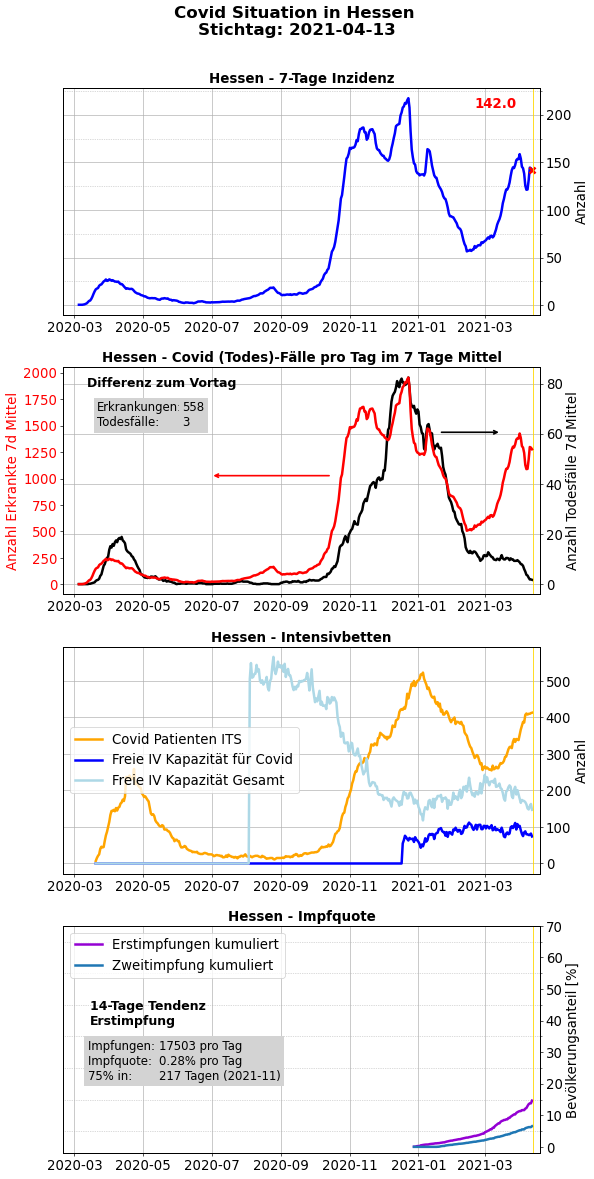 Covid Situation in Hessen
Stichtag: 2021-04-13
Hessen - 7-Tage Inzidenz
142.0
200
150
100
50
0
Anzahl
2020-03 2020-05 2020-07 2020-09 2020-11 2021-01 2021-03
Hessen - Covid (Todes)-Fälle pro Tag im 7 Tage Mittel
Anzahl Erkrankte 7d Mittel
2000
1750
1500
1250
1000
750
500
250
0
Differenz zum Vortag
Erkrankungen: 558
Todesfälle: 3
80
60
40
20
0
Anzahl Todesfälle 7d Mittel
2020-03 2020-05 2020-07 2020-09 2020-11 2021-01 2021-03
Hessen - Intensivbetten
Covid Patienten ITS
Freie IV Kapazität für Covid
Freie IV Kapazität Gesamt
500
400
300
200
100
0
Anzahl
2020-03 2020-05 2020-07 2020-09 2020-11 2021-01 2021-03
Hessen - Impfquote
Erstimpfungen kumuliert
Zweitimpfung kumuliert
14-Tage Tendenz
Erstimpfung
Impfungen: 17503 pro Tag
Impfquote: 0.28% pro Tag
75% in: 217 Tagen (2021-11)
70
60
50
40
30
20
10
0
Bevölkerungsanteil [%]
2020-03 2020-05 2020-07 2020-09 2020-11 2021-01 2021-03